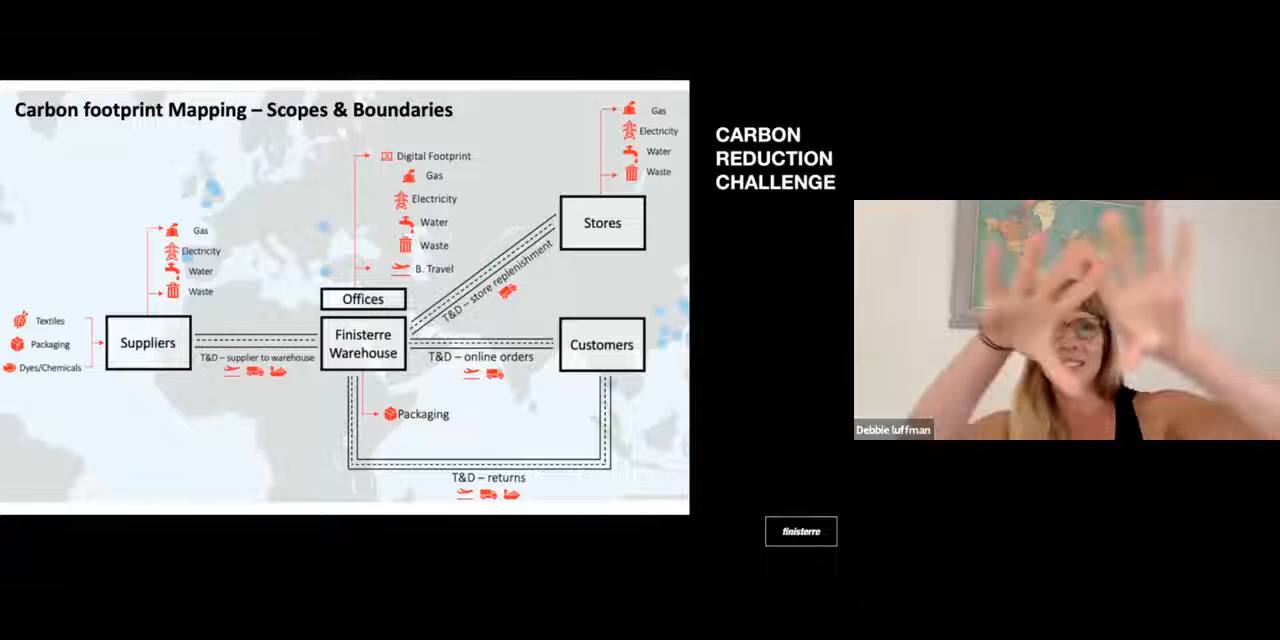 Carbon footprint Mapping – Scopes & Boundaries
Gas
Electricity
Water
Waste
Digital Footprint
Gas
Electricity
Water
Waste
B. Travel
Stores
T&D – store replenishment
Gas
Electricity
Water
Waste
Textiles
Packaging
Dyes/Chemicals
Suppliers
T&D – supplier to warehouse
Offices
Finisterre
Warehouse
T&D – online orders
Customers
Packaging
T&D – returns
CARBON
REDUCTION
CHALLENGE
finisterre
Debbie luffman